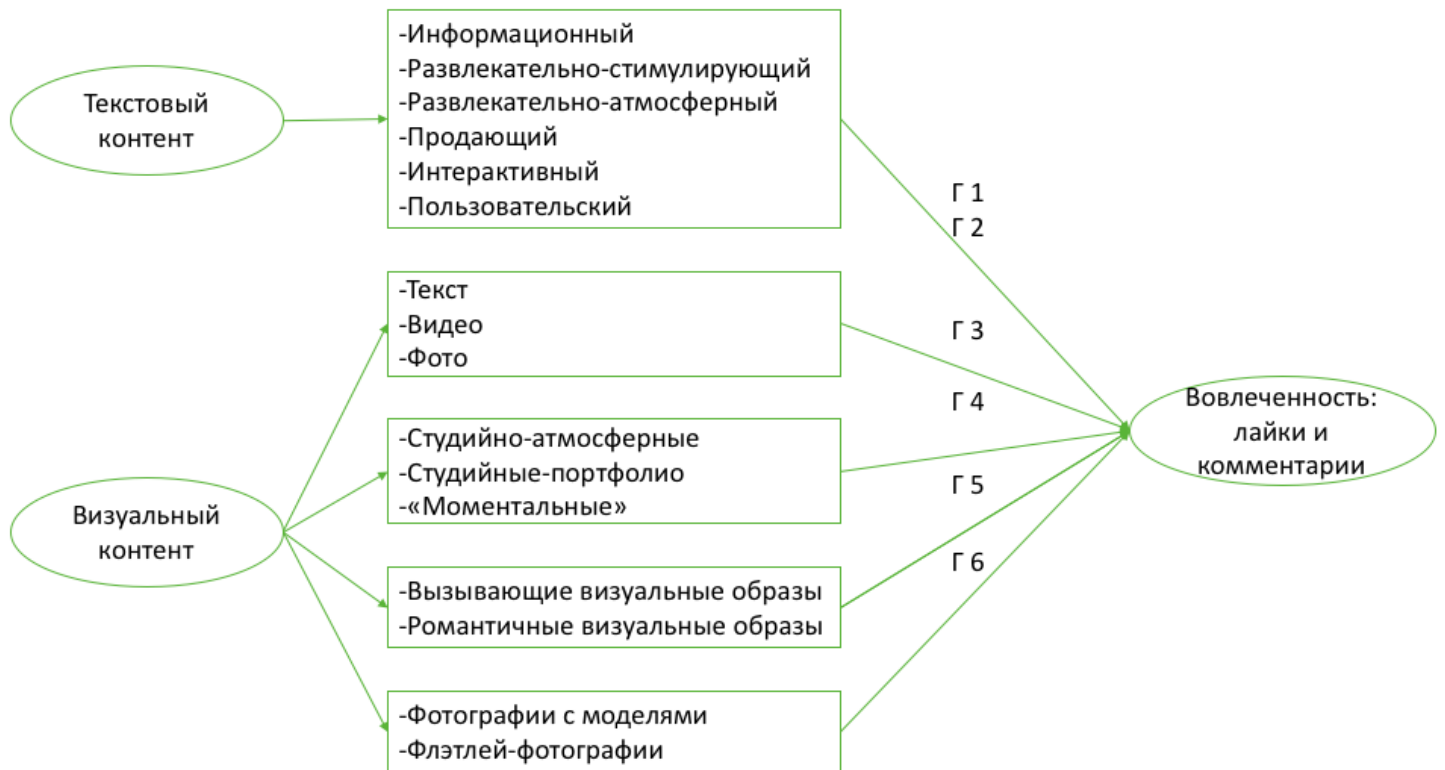 Текстовый
контент
-Информационный
-Развлекательно-стимулирующий
-Развлекательно-атмосферный
-Продающий
-Интерактивный
-Пользовательский
Г 1
Г 2
-Текст
-Видео
-Фото
Г 3
Г 4
Вовлеченность:
лайки и
комментарии
Визуальный
контент
-Студийно-атмосферные
-Студийные-портфолио
-«Моментальные»
Г 5
-Вызывающие визуальные образы
-Романтичные визуальные образы
Г 6
-Фотографии с моделями
-Флэтлей-фотографии